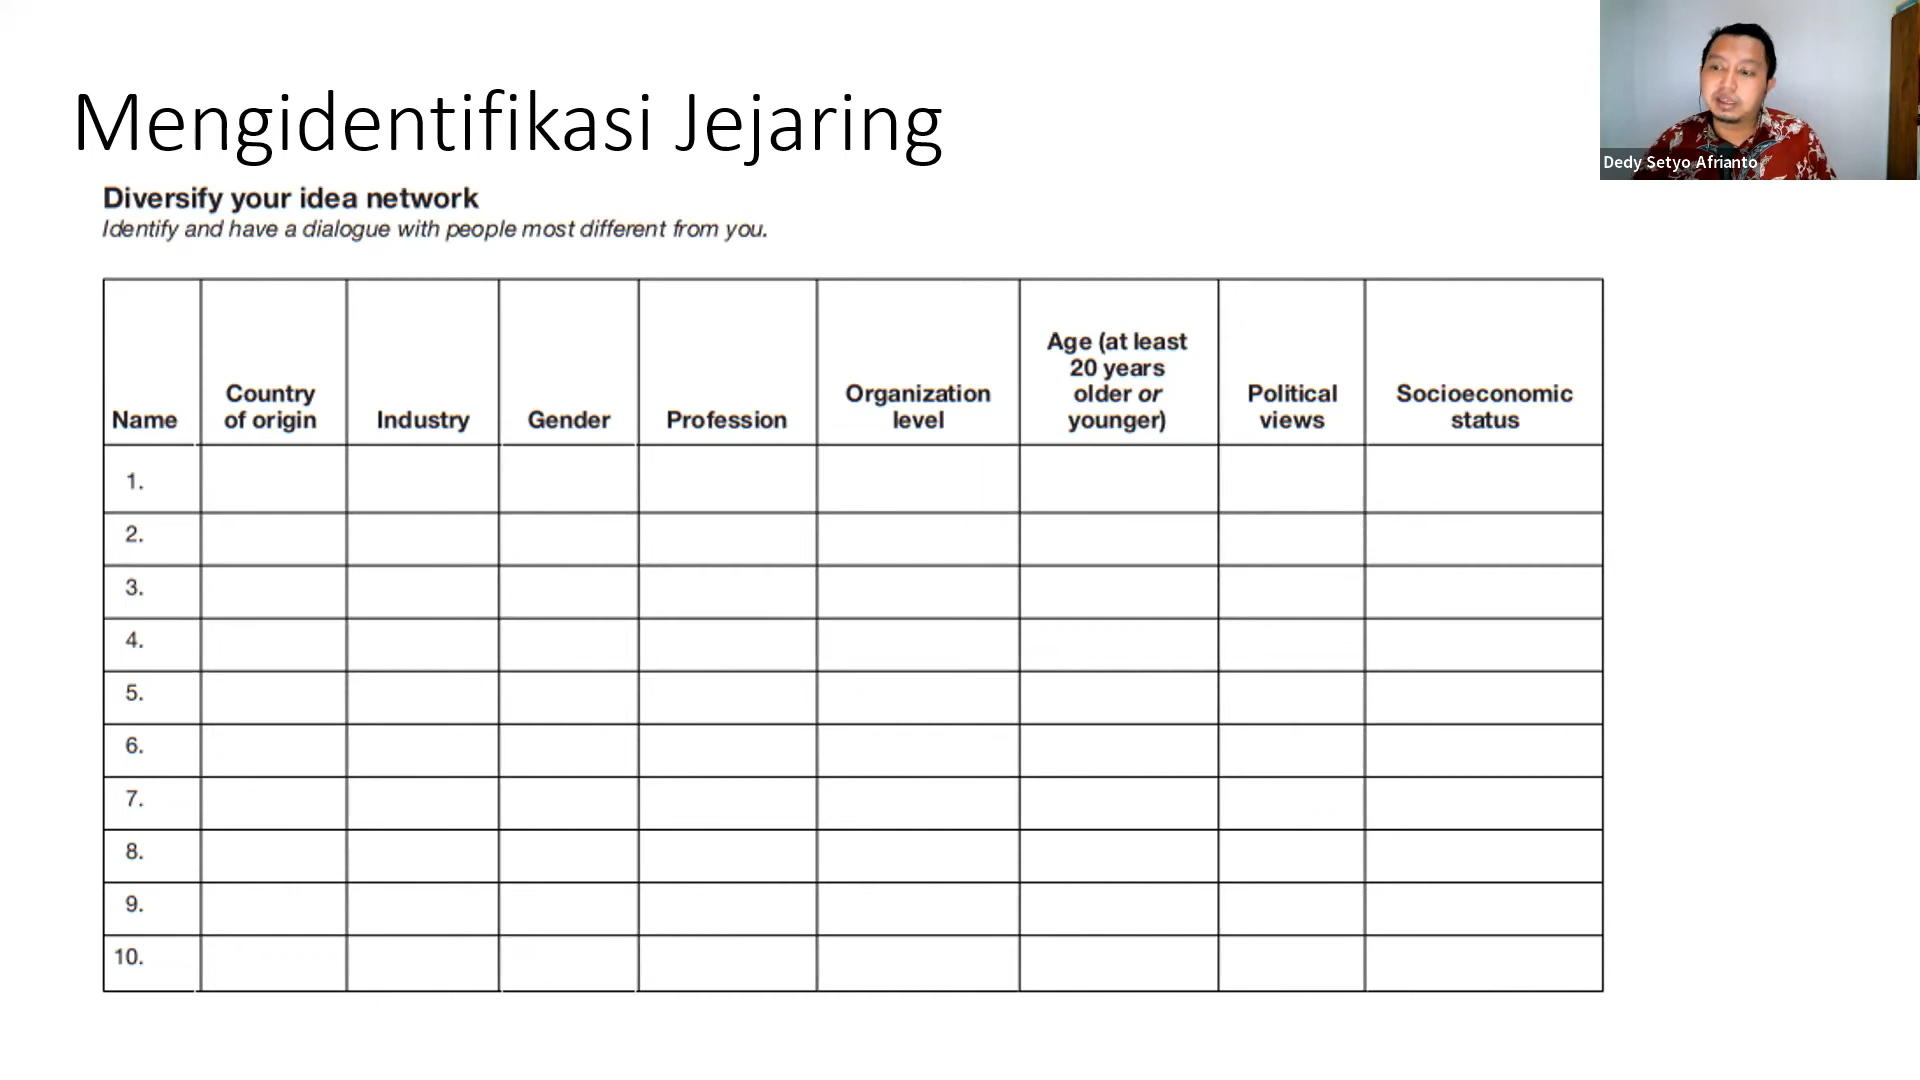 Mengidentifikasi Jejaring
Dedy Setyo Afrianto
Diversify your idea network
Identify and have a dialogue with people most different from you.
Name
Country
of origin
Industry
Gender
Profession
Organization
level
Age (at least
20 years
older or
younger)
Political
views
Socioeconomic
status
1.
2.
3.
4.
5.
6.
7.
8.
9.
10.